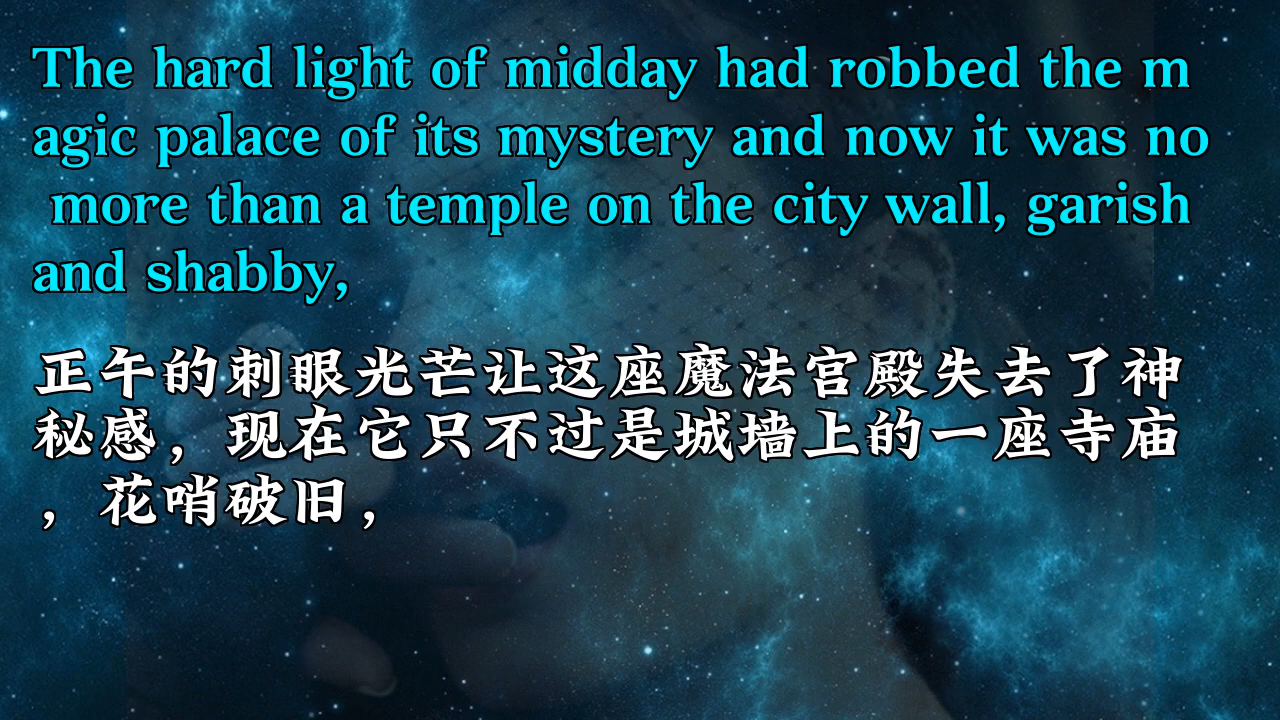 The hard light of midday had robbed the m
agic palace of its mystery and now it was no
more than a temple on the city wall, garish
and shabby,
正午的刺眼光芒让这座魔法宫殿失去了神
秘感，现在它只不过是城墙上的一座寺庙
，花哨破旧，